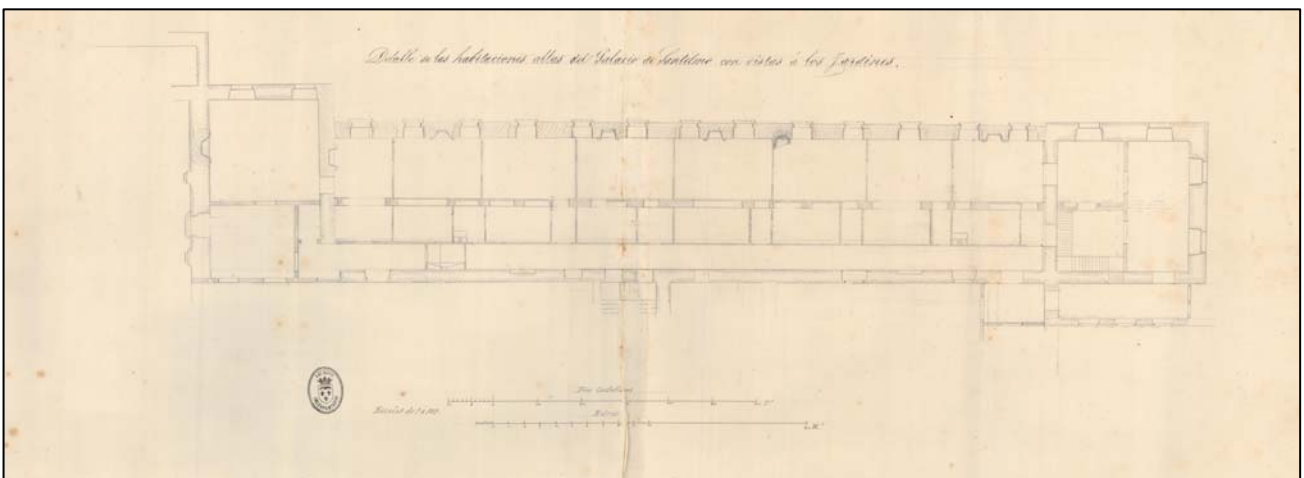 Detalle de las habitaciones altas del Palacio de Santelmo con vistas á los Jardines.
Pies Castellanos
Escala de 1 a 100
Metros